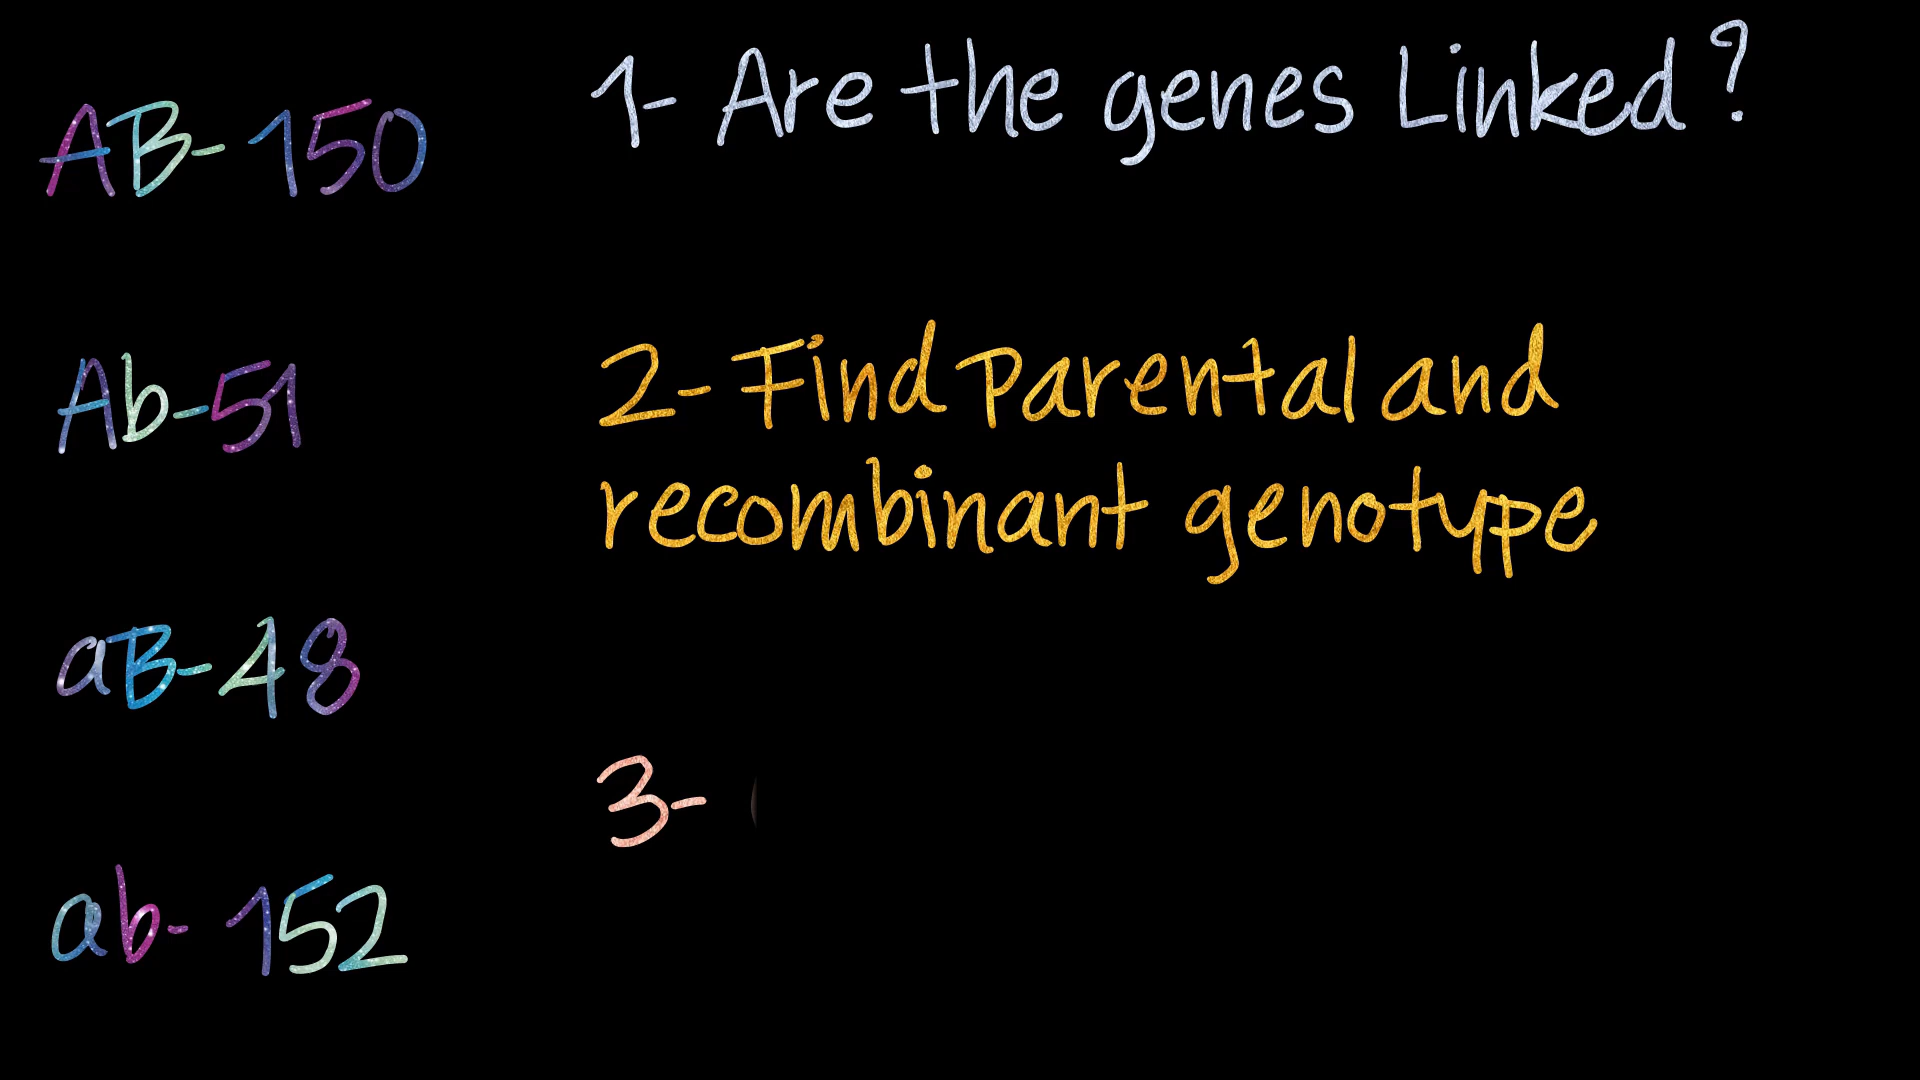 AB- 150
Ab-51
aB-48
ab- 152
1- Are the genes Linked?
2- Find Parental and
recombinant genotype
3-